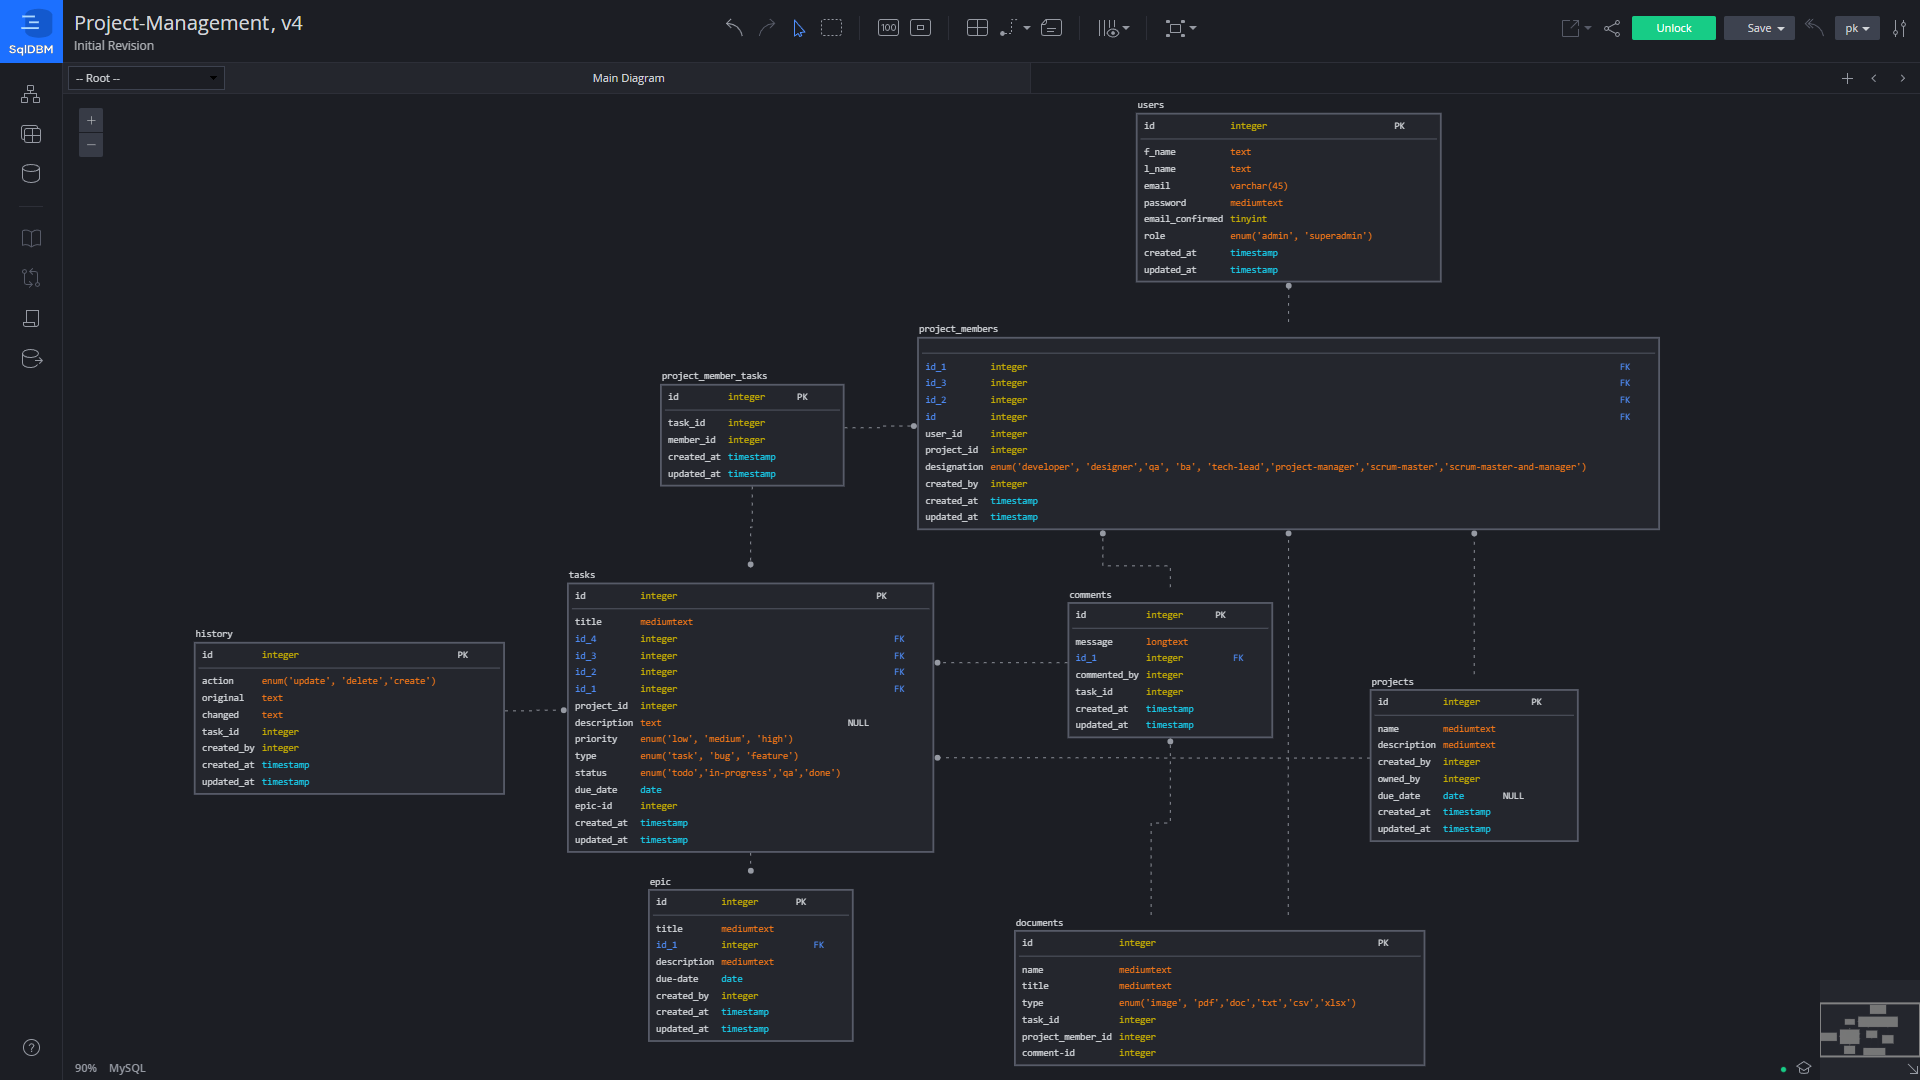 SqlDBM
Project-Management, v4
Initial Revision
100
Unlock
Save
pk
-- Root --
Main Diagram
+
−
users
id integer PK
f_name text
l_name text
email varchar(45)
password mediumtext
email_confirmed tinyint
role enum('admin', 'superadmin')
created_at timestamp
updated_at timestamp
project_members
id_1 integer FK
id_3 integer FK
id_2 integer FK
id integer FK
user_id integer
project_id integer
designation enum('developer', 'designer','qa', 'ba', 'tech-lead','project-manager','scrum-master','scrum-master-and-manager')
created_by integer
created_at timestamp
updated_at timestamp
project_member_tasks
id integer PK
task_id integer
member_id integer
created_at timestamp
updated_at timestamp
tasks
id integer PK
title mediumtext
id_4 integer FK
id_3 integer FK
id_2 integer FK
id_1 integer FK
project_id integer
description text NULL
priority enum('low', 'medium', 'high')
type enum('task', 'bug', 'feature')
status enum('todo','in-progress','qa','done')
due_date date
epic-id integer
created_at timestamp
updated_at timestamp
comments
id integer PK
message longtext
id_1 integer FK
commented_by integer
task_id integer
created_at timestamp
updated_at timestamp
history
id integer PK
action enum('update', 'delete','create')
original text
changed text
task_id integer
created_by integer
created_at timestamp
updated_at timestamp
projects
id integer PK
name mediumtext
description mediumtext
created_by integer
owned_by integer
due_date date NULL
created_at timestamp
updated_at timestamp
epic
id integer PK
title mediumtext
id_1 integer FK
description mediumtext
due-date date
created_by integer
created_at timestamp
updated_at timestamp
documents
id integer PK
name mediumtext
title mediumtext
type enum('image', 'pdf','doc','txt','csv','xlsx')
task_id integer
project_member_id integer
comment-id integer
90% MySQL